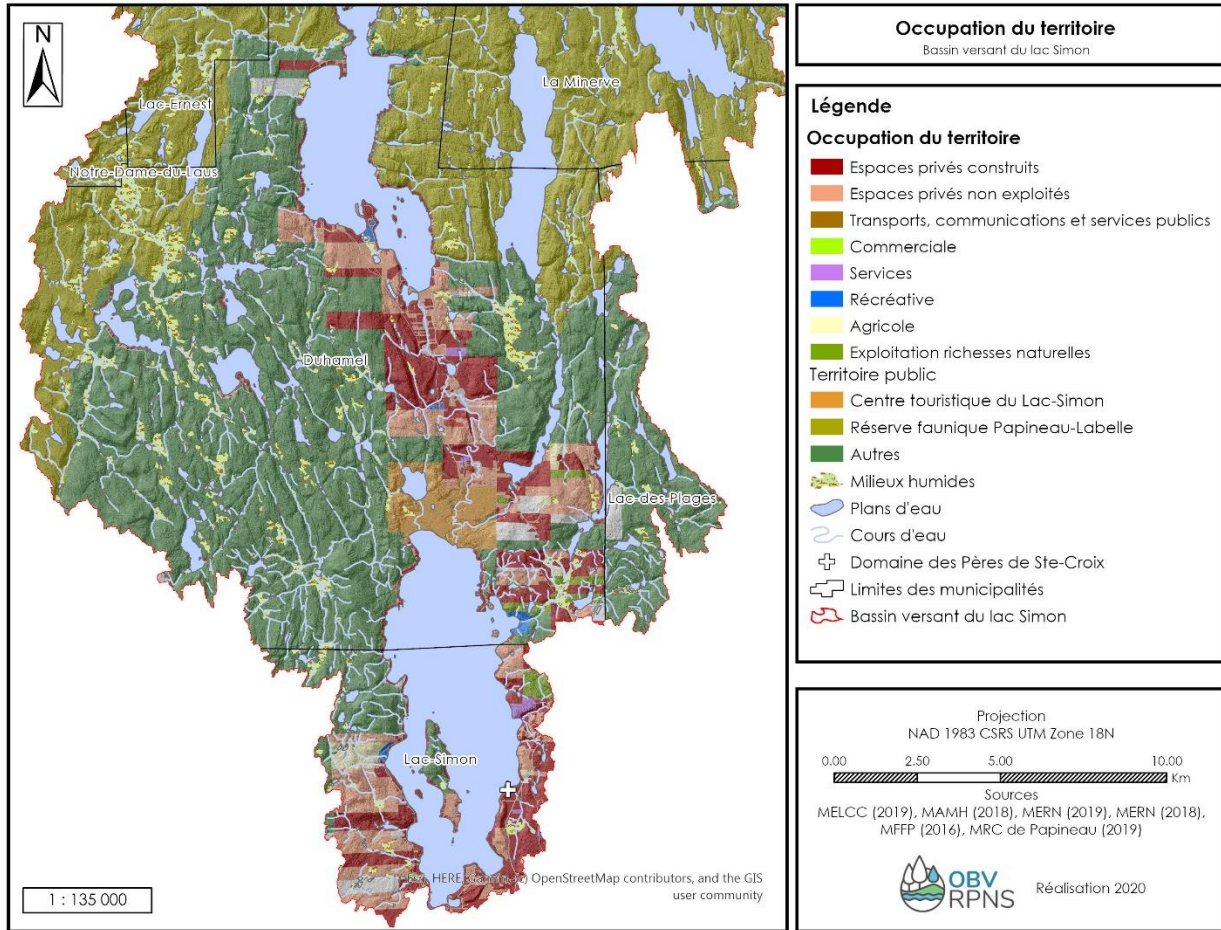 N
Lac-Ernest
La Minerve
Notre-Dame-du-Laus
Duhamel
Lac-des-Plages
Lac-Simon
HERE, OpenStreetMap contributors, and the GIS
user community
1 : 135 000
Occupation du territoire
Bassin versant du lac Simon
Légende
Occupation du territoire
Espaces privés construits
Espaces privés non exploités
Transports, communications et services publics
Commerciale
Services
Récréative
Agricole
Exploitation richesses naturelles
Territoire public
Centre touristique du Lac-Simon
Réserve faunique Papineau-Labelle
Autres
Milieux humides
Plans d'eau
Cours d'eau
Domaine des Pères de Ste-Croix
Limites des municipalités
Bassin versant du lac Simon
Projection
NAD 1983 CSRS UTM Zone 18N
0.00 2.50 5.00 10.00
Km
Sources
MELCC (2019), MAMH (2018), MERN (2019), MERN (2018),
MFFP (2016), MRC de Papineau (2019)
OBV
RPNS
Réalisation 2020